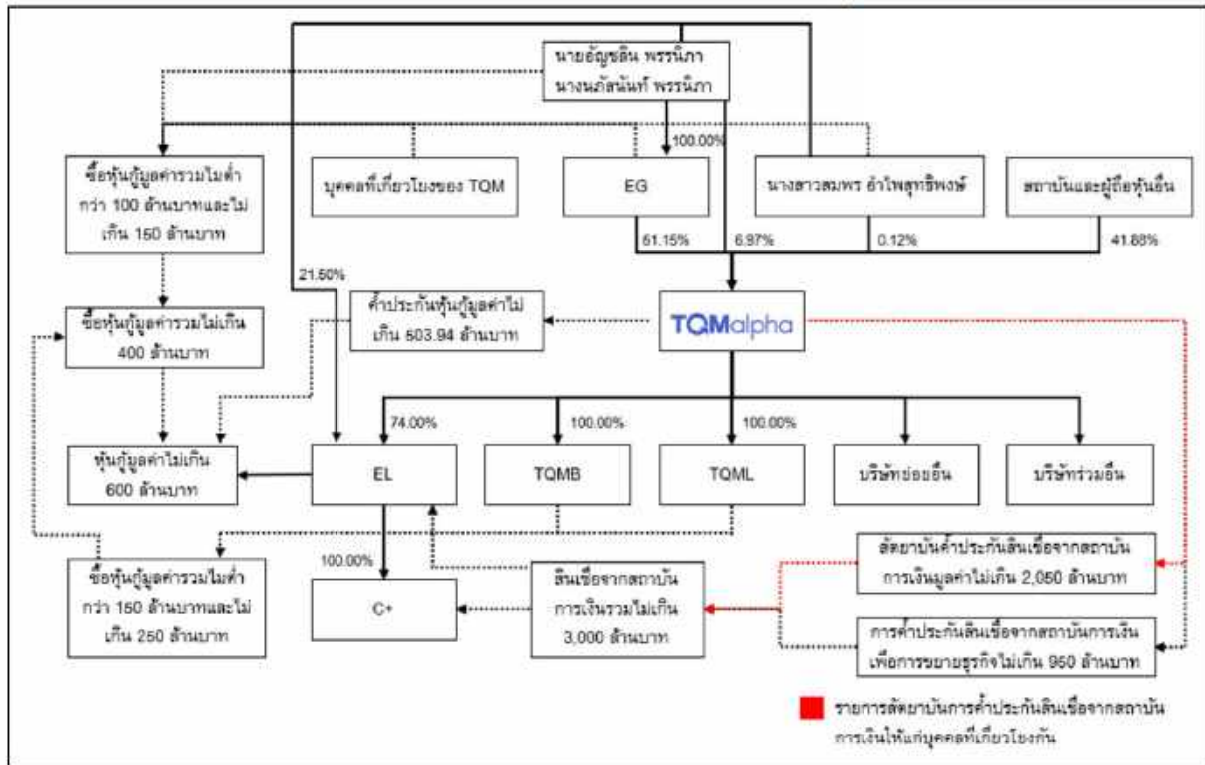 นายอัญชลิน พรรนิภา
นางนภัสนันท์ พรรนิภา
100.00%
ซื้อหุ้นกู้มูลค่ารวมไม่ต่ำ
กว่า 100 ล้านบาทและไม่
เกิน 150 ล้านบาท
บุคคลที่เกี่ยวโยงของ TQM
EG
นางสาวสมพร อำไพสุทธิพงษ์
สถาบันและผู้ถือหุ้นอื่น
51.15%
6.97%
0.12%
41.88%
21.50%
ซื้อหุ้นกู้มูลค่ารวมไม่เกิน
400 ล้านบาท
ค้ำประกันหุ้นกู้มูลค่าไม่
เกิน 503.94 ล้านบาท
TQMalpha
74.00%
100.00%
100.00%
หุ้นกู้มูลค่าไม่เกิน
600 ล้านบาท
EL
TQMB
TQML
บริษัทย่อยอื่น
บริษัทร่วมอื่น
ซื้อหุ้นกู้มูลค่ารวมไม่ต่ำ
กว่า 150 ล้านบาทและไม่
เกิน 250 ล้านบาท
100.00%
C+
สินเชื่อจากสถาบัน
การเงินรวมไม่เกิน
3,000 ล้านบาท
สัตยาบันค้ำประกันสินเชื่อจากสถาบัน
การเงินมูลค่าไม่เกิน 2,050 ล้านบาท
การค้ำประกันสินเชื่อจากสถาบันการเงิน
เพื่อการขยายธุรกิจไม่เกิน 950 ล้านบาท
รายการสัตยาบันการค้ำประกันสินเชื่อจากสถาบัน
การเงินให้แก่บุคคลที่เกี่ยวโยงกัน